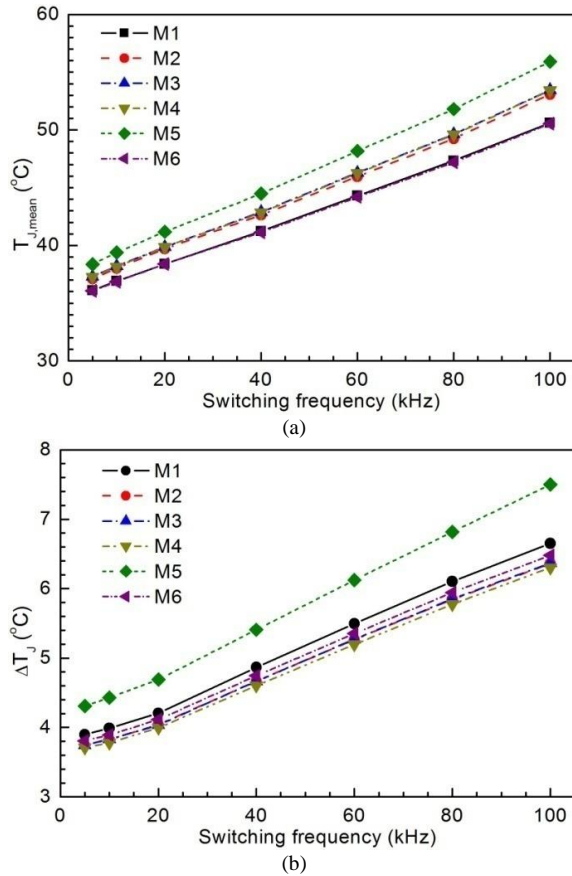 60
50
40
30
T_J,mean (°C)
M1
M2
M3
M4
M5
M6
0 20 40 60 80 100
Switching frequency (kHz)
(a)
8
7
6
5
4
3
ΔT_J (°C)
M1
M2
M3
M4
M5
M6
0 20 40 60 80 100
Switching frequency (kHz)
(b)